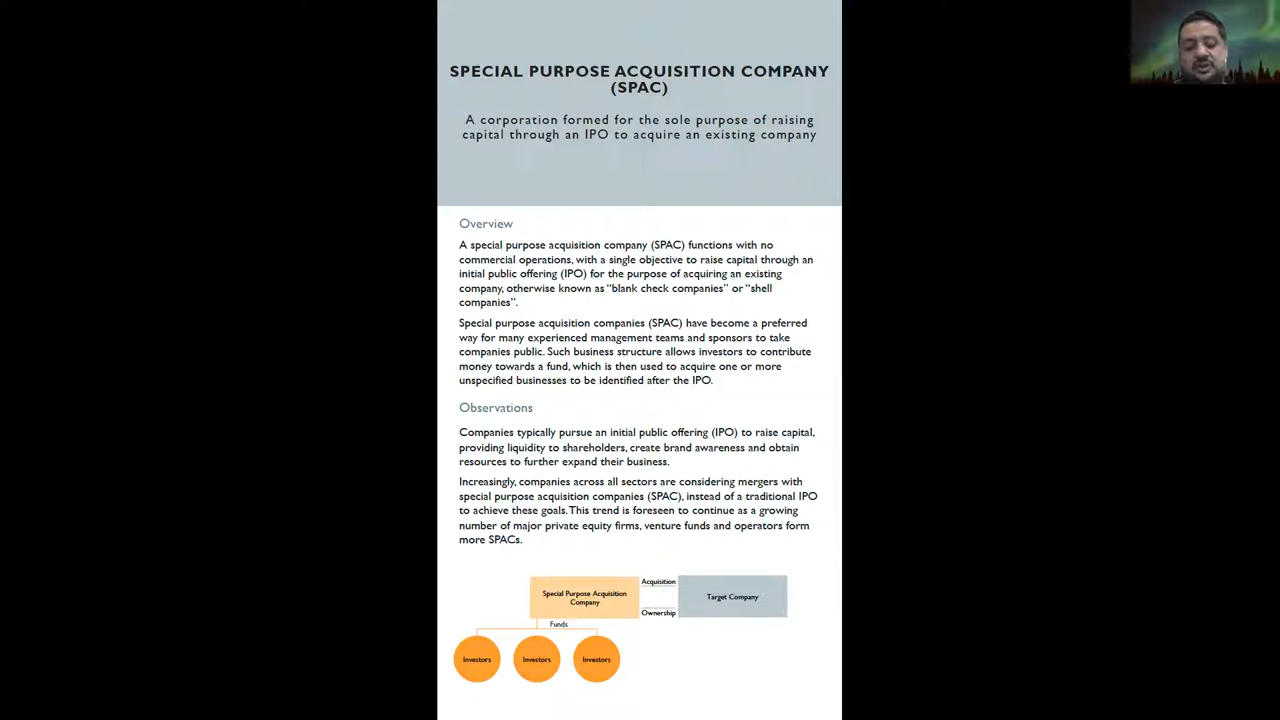 SPECIAL PURPOSE ACQUISITION COMPANY
(SPAC)
A corporation formed for the sole purpose of raising
capital through an IPO to acquire an existing company
Overview
A special purpose acquisition company (SPAC) functions with no
commercial operations, with a single objective to raise capital through an
initial public offering (IPO) for the purpose of acquiring an existing
company, otherwise known as “blank check companies” or “shell
companies”.
Special purpose acquisition companies (SPAC) have become a preferred
way for many experienced management teams and sponsors to take
companies public. Such business structure allows investors to contribute
money towards a fund, which is then used to acquire one or more
unspecified businesses to be identified after the IPO.
Observations
Companies typically pursue an initial public offering (IPO) to raise capital,
providing liquidity to shareholders, create brand awareness and obtain
resources to further expand their business.
Increasingly, companies across all sectors are considering mergers with
special purpose acquisition companies (SPAC), instead of a traditional IPO
to achieve these goals. This trend is foreseen to continue as a growing
number of major private equity firms, venture funds and operators form
more SPACs.
Special Purpose Acquisition
Company
Acquisition
Ownership
Target Company
Funds
Investors
Investors
Investors